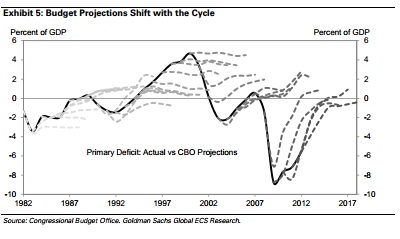 Exhibit 5: Budget Projections Shift with the Cycle
Percent of GDP Percent of GDP
6 6
4 4
2 2
0 0
-2 -2
-4 -4
-6 -6
-8 -8
-10 -10
Primary Deficit: Actual vs CBO Projections
1982 1987 1992 1997 2002 2007 2012 2017
Source: Congressional Budget Office. Goldman Sachs Global ECS Research.